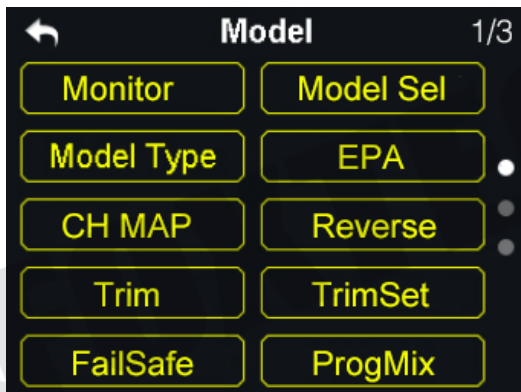 Model 1/3
Monitor Model Sel
Model Type EPA
CH MAP Reverse
Trim TrimSet
FailSafe ProgMix